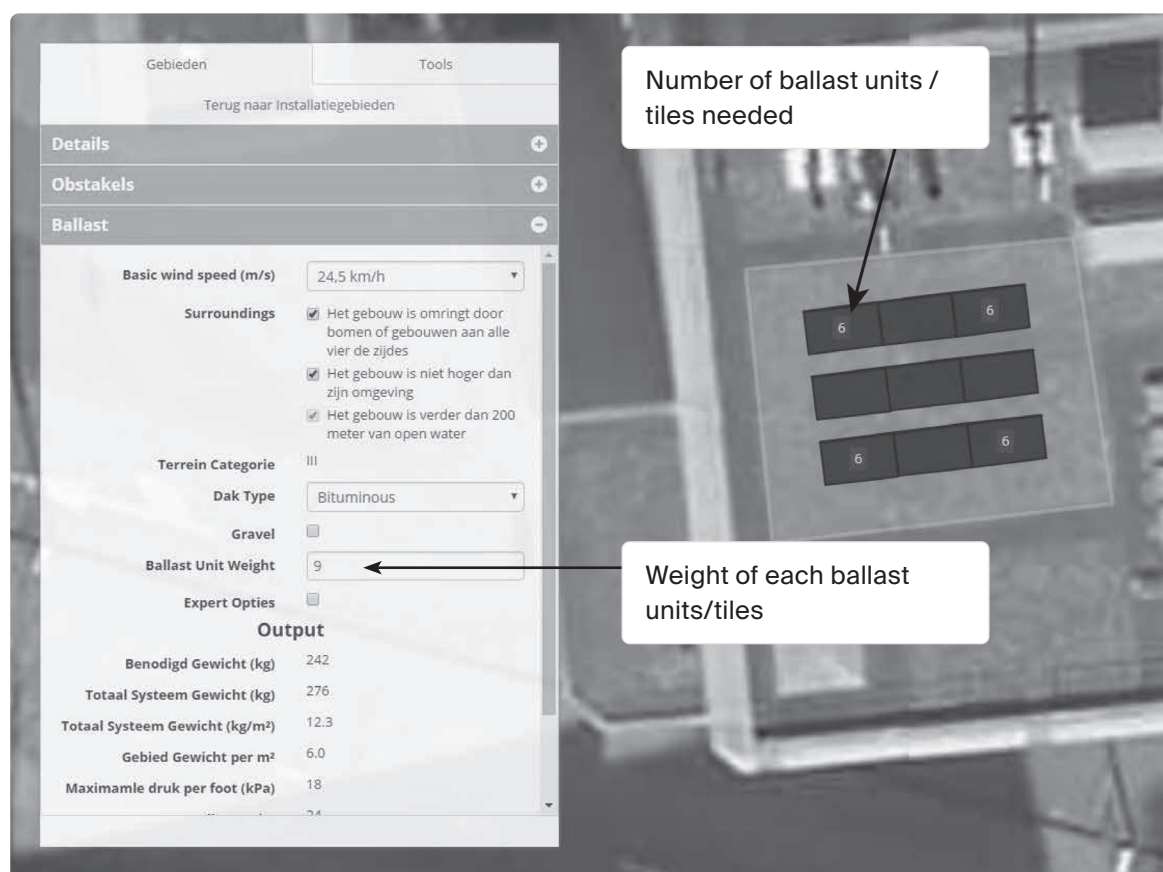 Gebieden
Tools
Terug naar Installatiegebieden
Details
Obstakels
Ballast
Basic wind speed (m/s)
24,5 km/h
Surroundings
Het gebouw is omringt door
bomen of gebouwen aan alle
vier de zijdes
Het gebouw is niet hoger dan
zijn omgeving
Het gebouw is verder dan 200
meter van open water
Terrein Categorie
III
Dak Type
Bituminous
Gravel
Ballast Unit Weight
9
Expert Opties
Output
Benodigd Gewicht (kg)
242
Totaal Systeem Gewicht (kg)
276
Totaal Systeem Gewicht (kg/m²)
12.3
Gebied Gewicht per m²
6.0
Maximamle druk per foot (kPa)
18
Number of ballast units /
tiles needed
6
6
6
6
Weight of each ballast
units/tiles